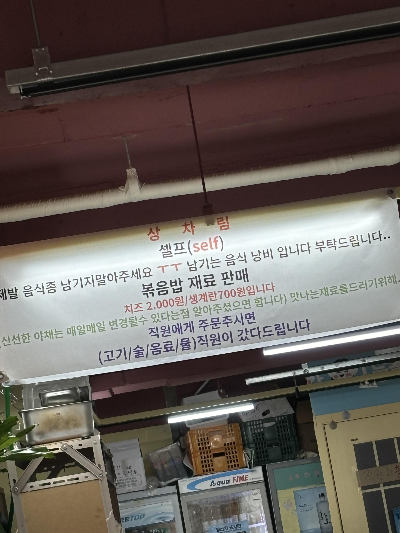 상 차 림
셀프(self)
제발 음식종 남기지말아주세요 ㅜㅜ 남기는 음식 낭비 입니다 부탁드립니다..
볶음밥 재료 판매
치즈 2,000원/생계란700원입니다
(신선한 야채는 매일매일 변경될수 있다는점 알아주셨으면 합니다) 맛나는재료를드리기위해..
직원에게 주문주시면
(고기/술/음료/물)직원이 갔다드립니다
Aqua FINE